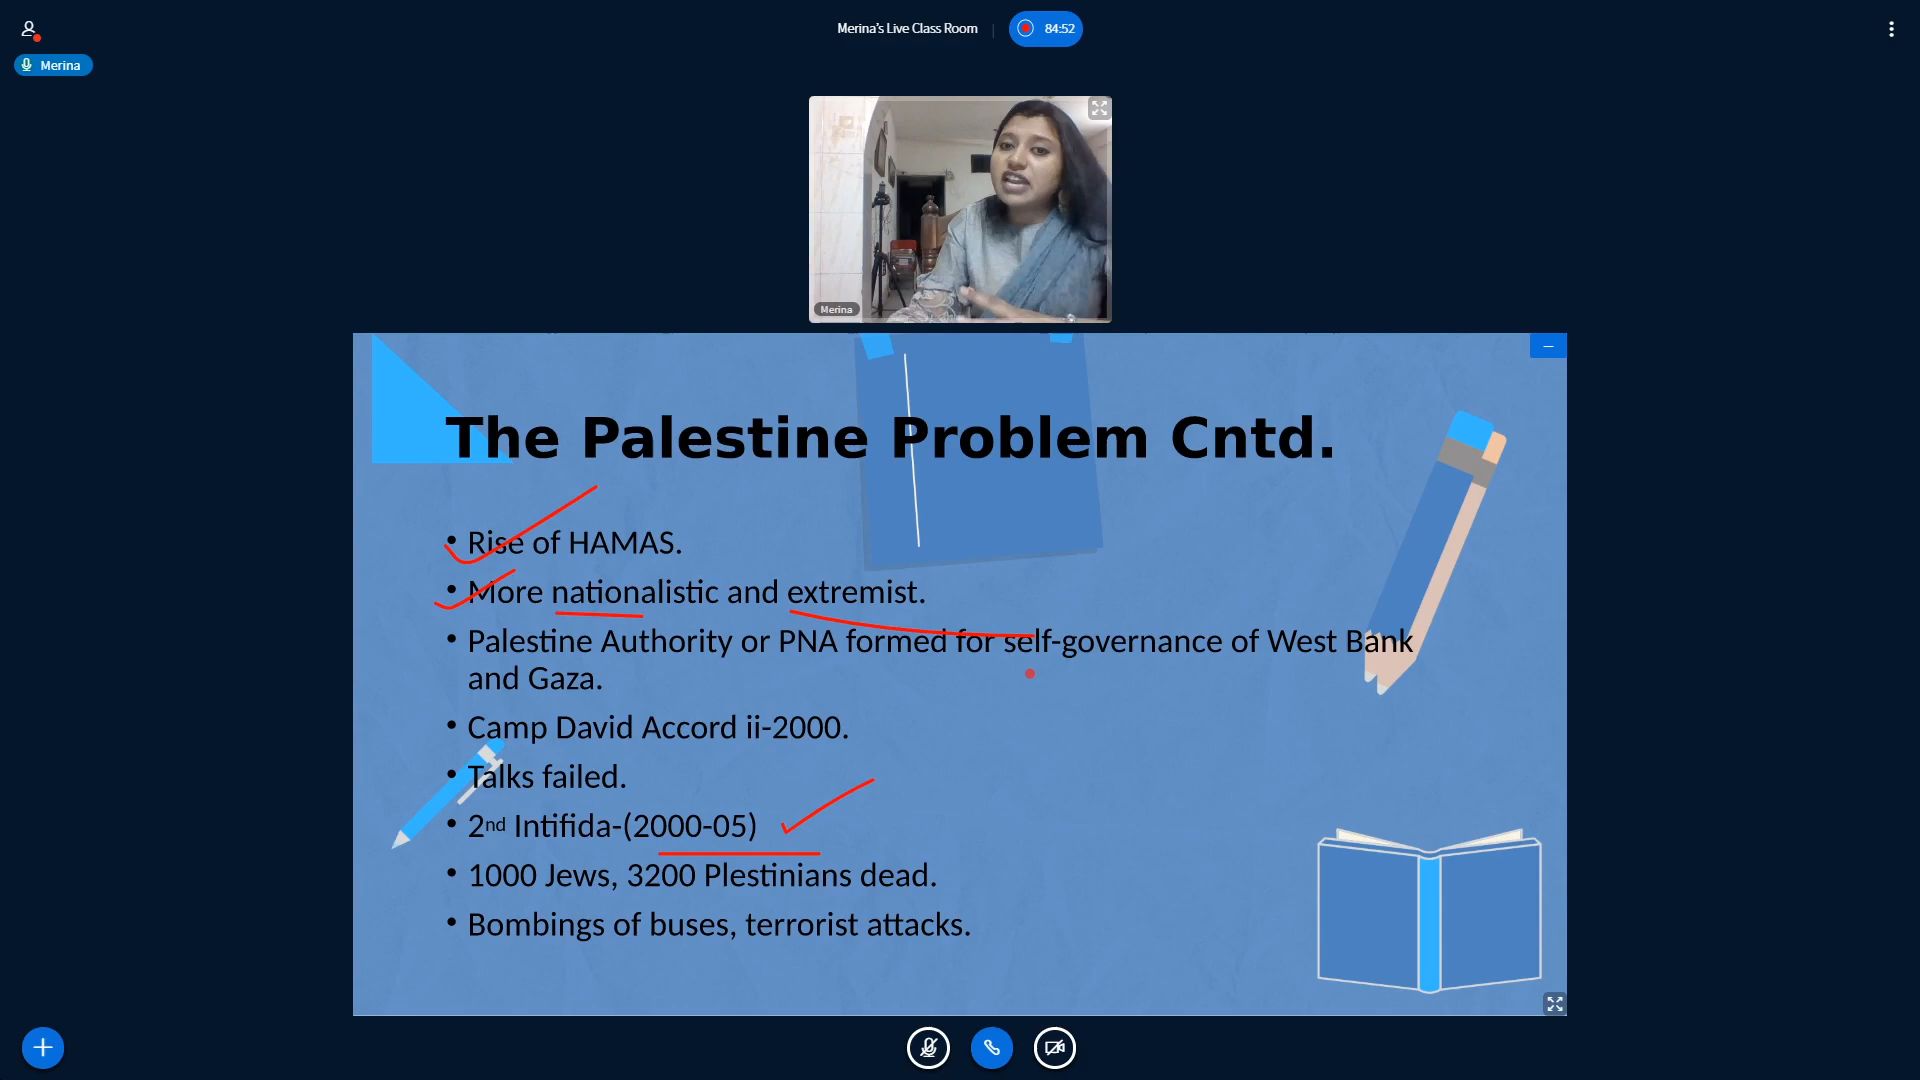 Merina's Live Class Room
84:52
Merina
Merina
The Palestine Problem Cntd.
• Rise of HAMAS.
• More nationalistic and extremist.
• Palestine Authority or PNA formed for self-governance of West Bank
and Gaza.
• Camp David Accord ii-2000.
• Talks failed.
• 2nd Intifida-(2000-05)
• 1000 Jews, 3200 Plestinians dead.
• Bombings of buses, terrorist attacks.